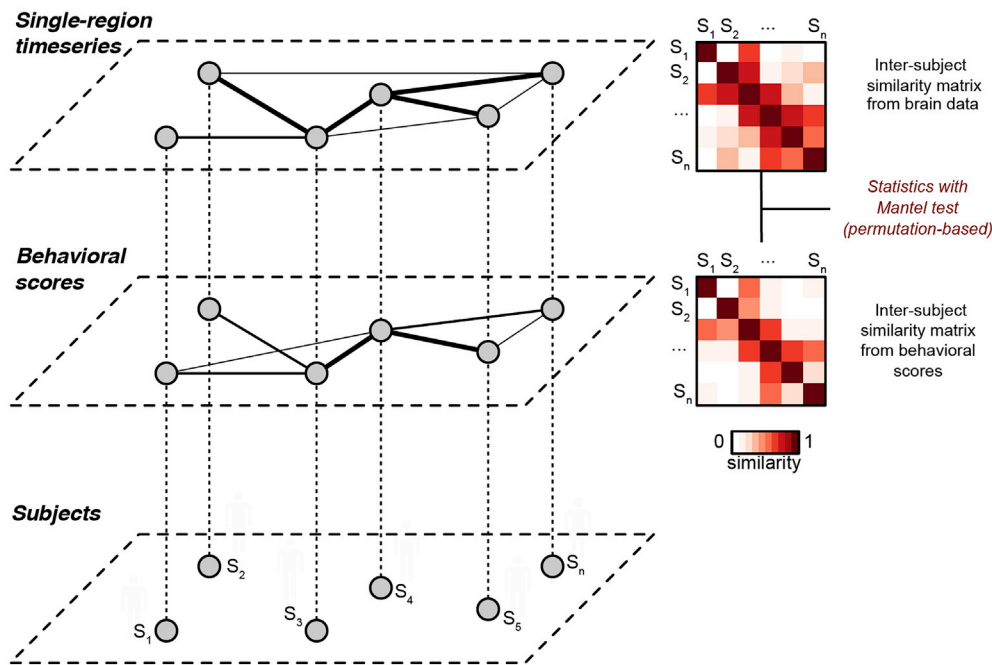 Single-region
timeseries
Behavioral
scores
Subjects
S1
S2
S3
S4
S5
Sn
S1 S2 ... Sn
S1
S2
...
Sn
Inter-subject
similarity matrix
from brain data
Statistics with
Mantel test
(permutation-based)
S1 S2 ... Sn
S1
S2
...
Sn
Inter-subject
similarity matrix
from behavioral
scores
0 1
similarity